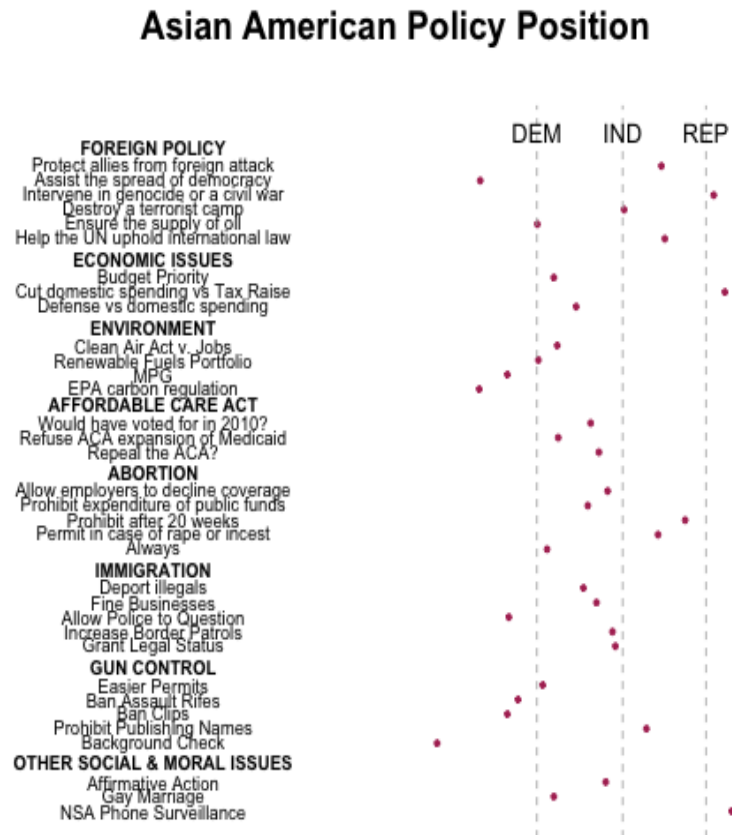 Asian American Policy Position
DEM IND REP
FOREIGN POLICY
Protect allies from foreign attack
Assist the spread of democracy
Intervene in genocide or a civil war
Destroy a terrorist camp
Ensure the supply of oil
Help the UN uphold international law
ECONOMIC ISSUES
Budget Priority
Cut domestic spending vs Tax Raise
Defense vs domestic spending
ENVIRONMENT
Clean Air Act v. Jobs
Renewable Fuels Portfolio
MPG
EPA carbon regulation
AFFORDABLE CARE ACT
Would have voted for in 2010?
Refuse ACA expansion of Medicaid
Repeal the ACA?
ABORTION
Allow employers to decline coverage
Prohibit expenditure of public funds
Prohibit after 20 weeks
Permit in case of rape or incest
Always
IMMIGRATION
Deport illegals
Fine Businesses
Allow Police to Question
Increase Border Patrols
Grant Legal Status
GUN CONTROL
Easier Permits
Ban Assault Rifes
Ban Clips
Prohibit Publishing Names
Background Check
OTHER SOCIAL & MORAL ISSUES
Affirmative Action
Gay Marriage
NSA Phone Surveillance